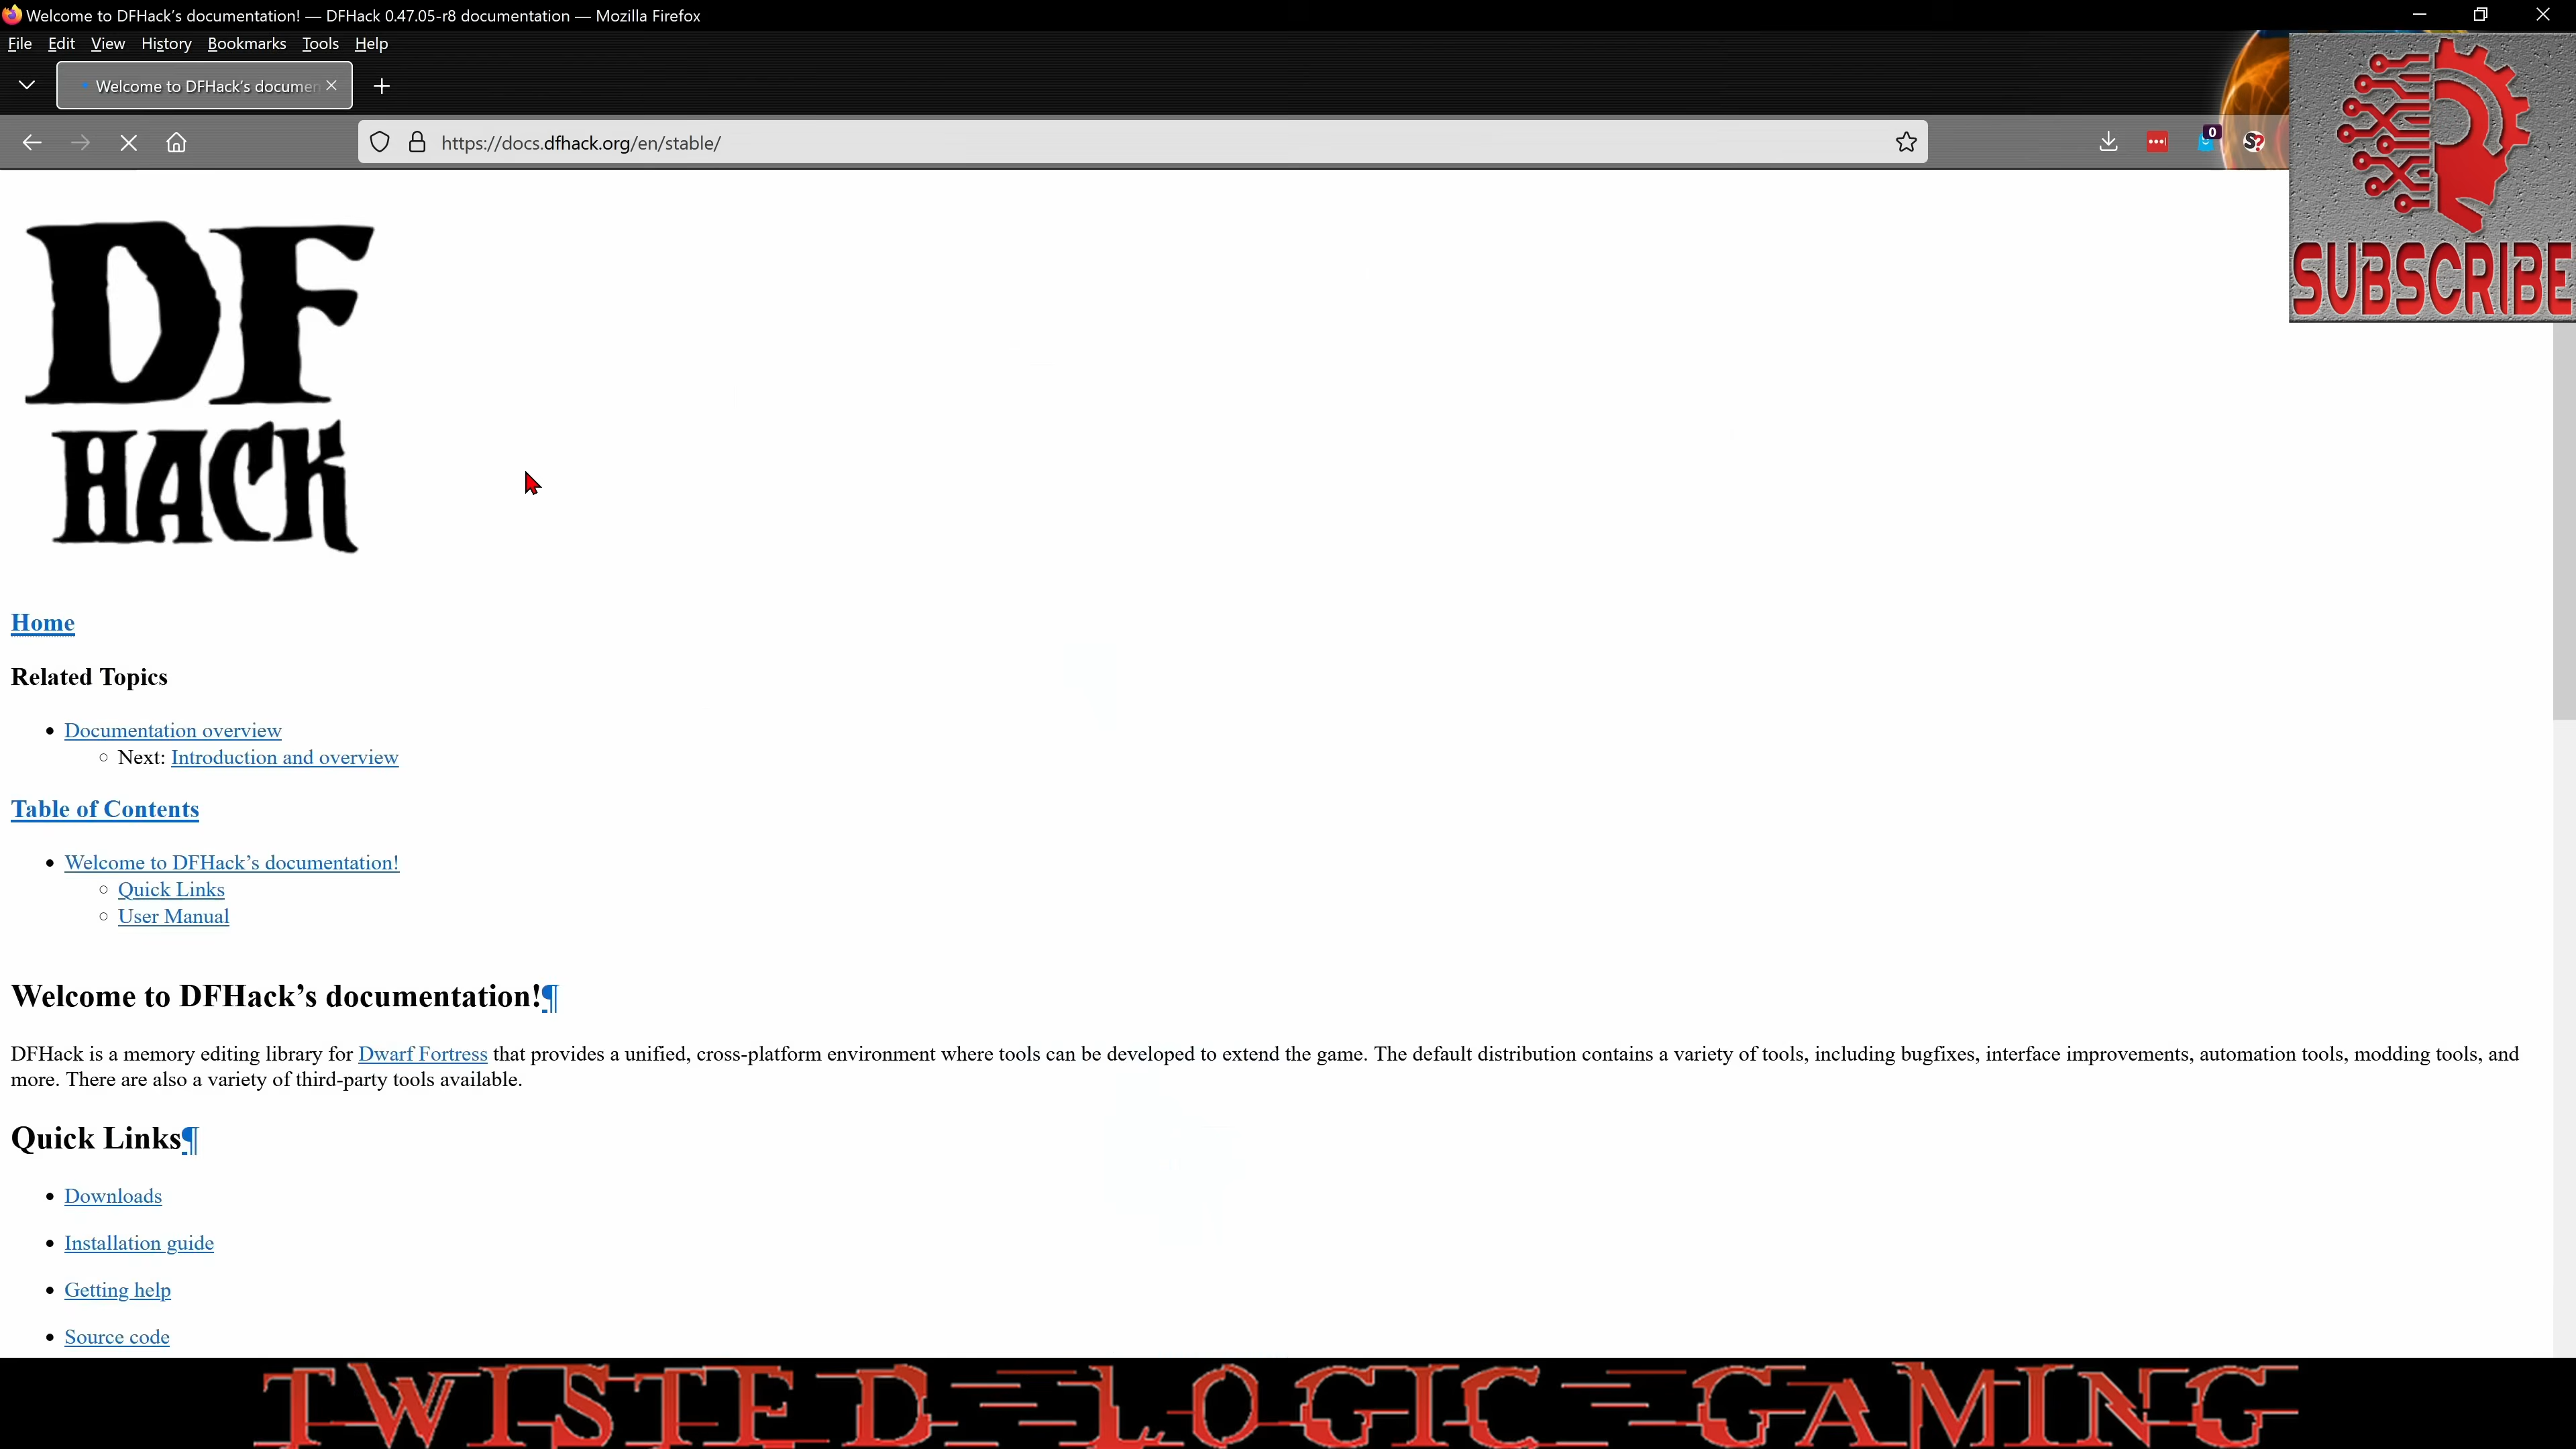 Welcome to DFHack's documentation! — DFHack 0.47.05-r8 documentation — Mozilla Firefox
File Edit View History Bookmarks Tools Help
Welcome to DFHack's documen
https://docs.dfhack.org/en/stable/
0
S?
SUBSCRIBE
DF
HACK
Home
Related Topics
Documentation overview
Next: Introduction and overview
Table of Contents
Welcome to DFHack's documentation!
Quick Links
User Manual
Welcome to DFHack's documentation!¶
DFHack is a memory editing library for Dwarf Fortress that provides a unified, cross-platform environment where tools can be developed to extend the game. The default distribution contains a variety of tools, including bugfixes, interface improvements, automation tools, modding tools, and
more. There are also a variety of third-party tools available.
Quick Links¶
Downloads
Installation guide
Getting help
Source code
TWISTED-LOGIC-GAMING